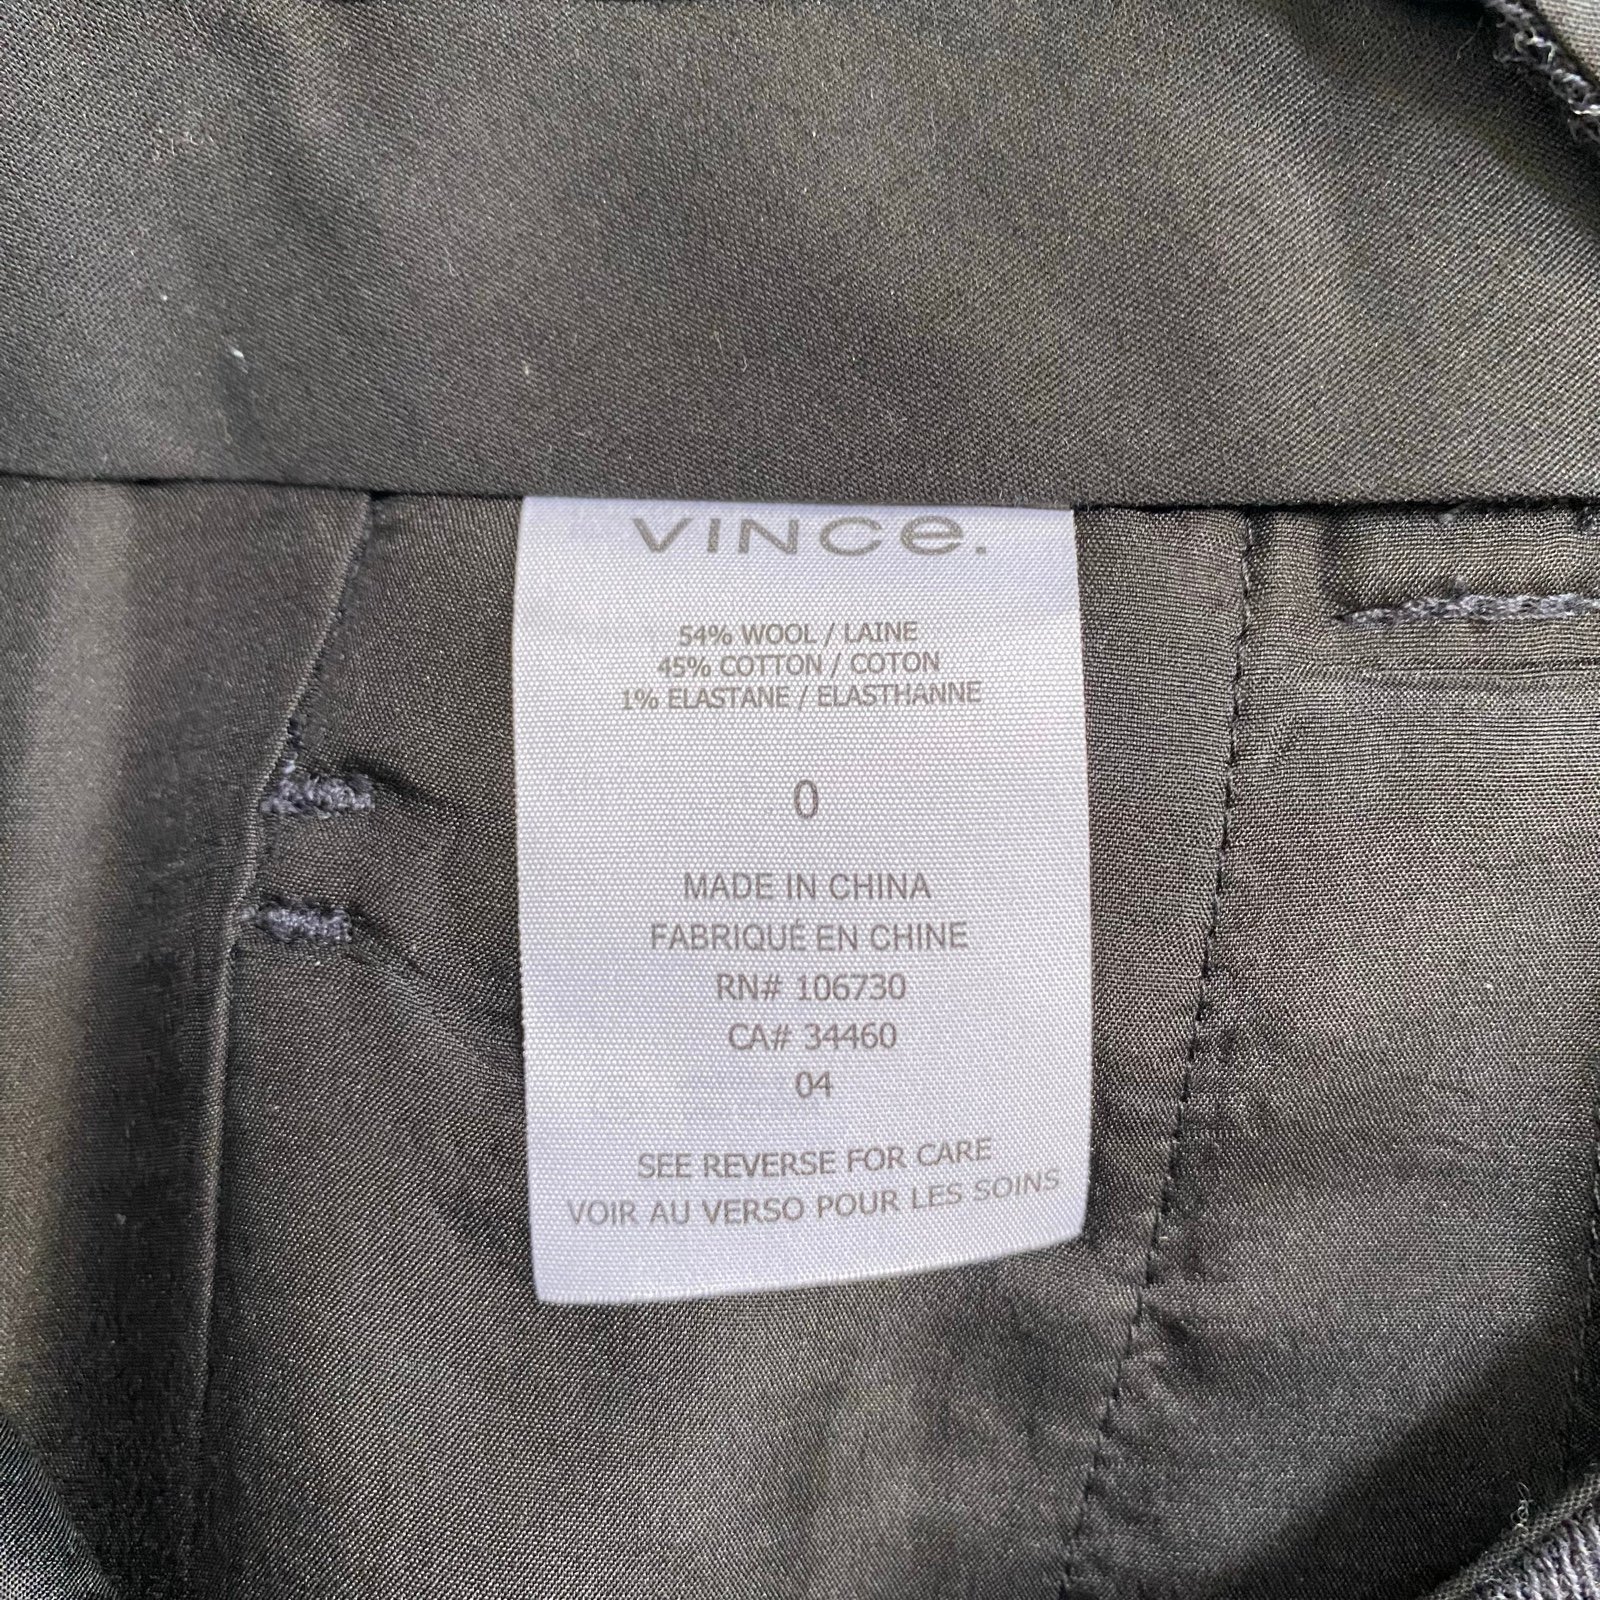 VINCE.
54% WOOL / LAINE
45% COTTON / COTON
1% ELASTANE / ELASTHANNE
0
MADE IN CHINA
FABRIQUÉ EN CHINE
RN# 106730
CA# 34460
04
SEE REVERSE FOR CARE
VOIR AU VERSO POUR LES SOINS